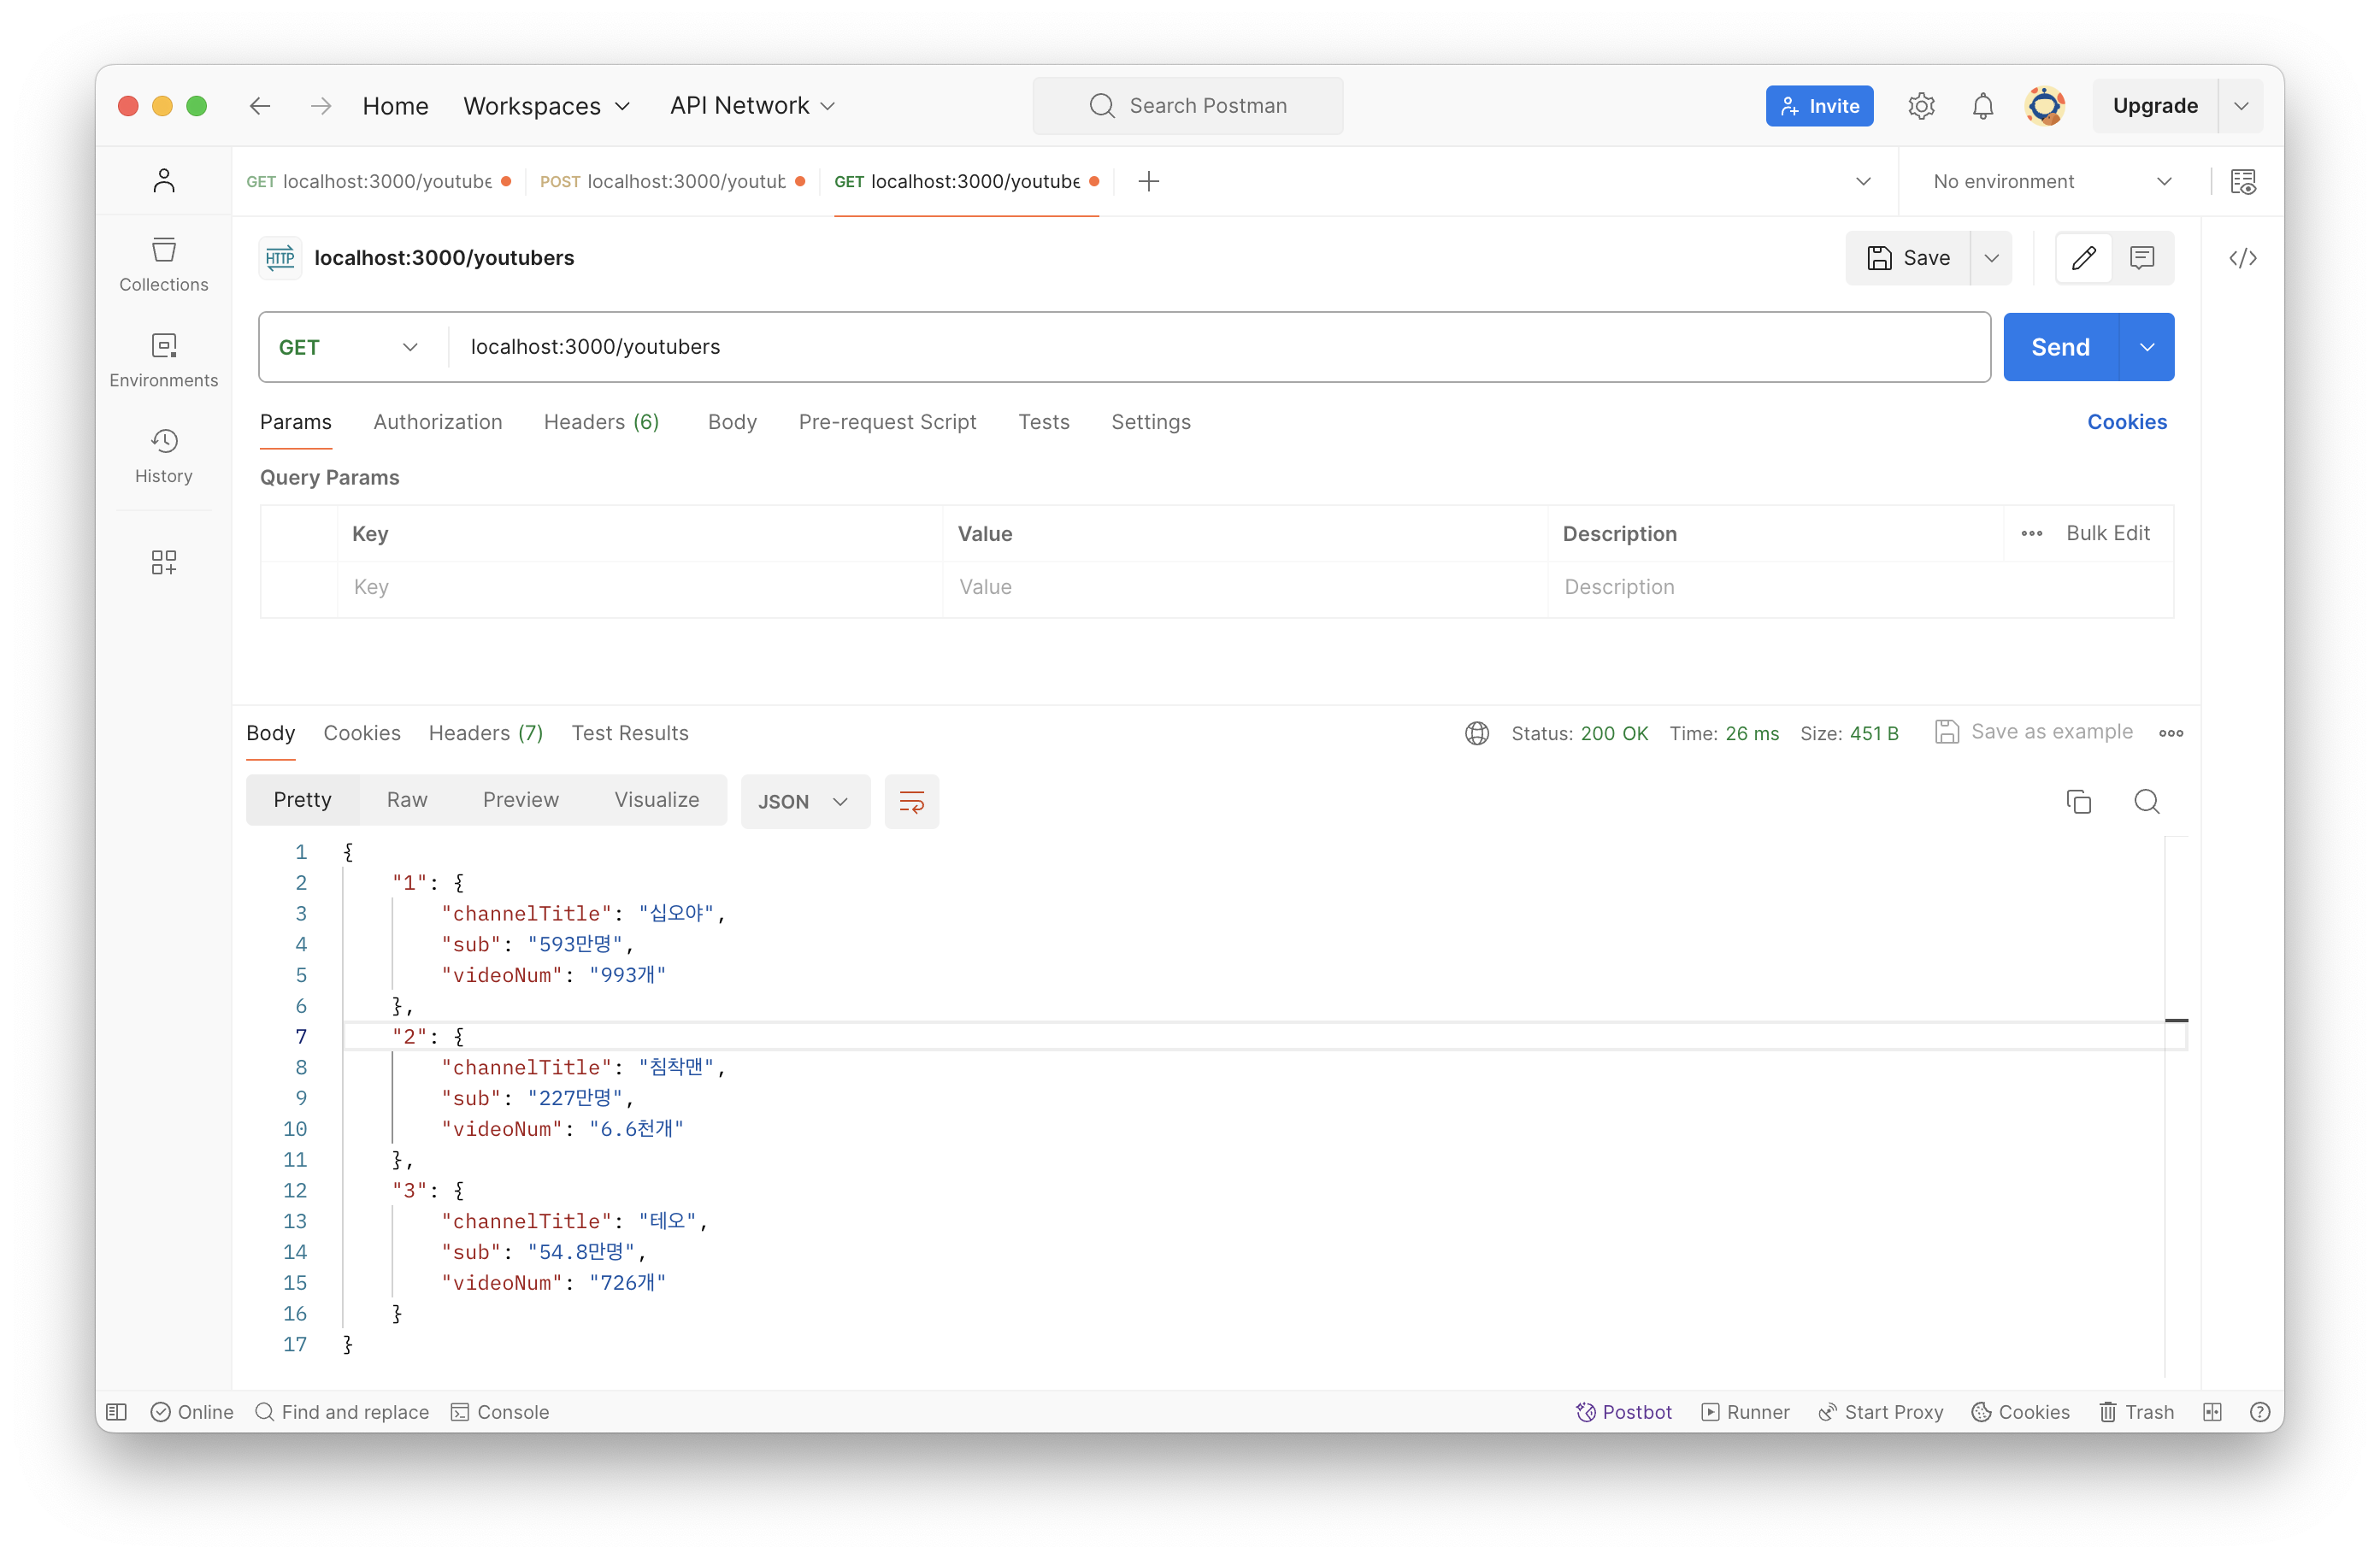 Home Workspaces API Network Search Postman Invite Upgrade
GET localhost:3000/youtube POST localhost:3000/youtub GET localhost:3000/youtube No environment
HTTP localhost:3000/youtubers Save
Collections
GET localhost:3000/youtubers Send
Environments
Params Authorization Headers (6) Body Pre-request Script Tests Settings Cookies
History
Query Params
Key Value Description Bulk Edit
Key Value Description
Body Cookies Headers (7) Test Results Status: 200 OK Time: 26 ms Size: 451 B Save as example
Pretty Raw Preview Visualize JSON
1 {
2 "1": {
3 "channelTitle": "십오야",
4 "sub": "593만명",
5 "videoNum": "993개"
6 },
7 "2": {
8 "channelTitle": "침착맨",
9 "sub": "227만명",
10 "videoNum": "6.6천개"
11 },
12 "3": {
13 "channelTitle": "테오",
14 "sub": "54.8만명",
15 "videoNum": "726개"
16 }
17 }
Online Find and replace Console Postbot Runner Start Proxy Cookies Trash